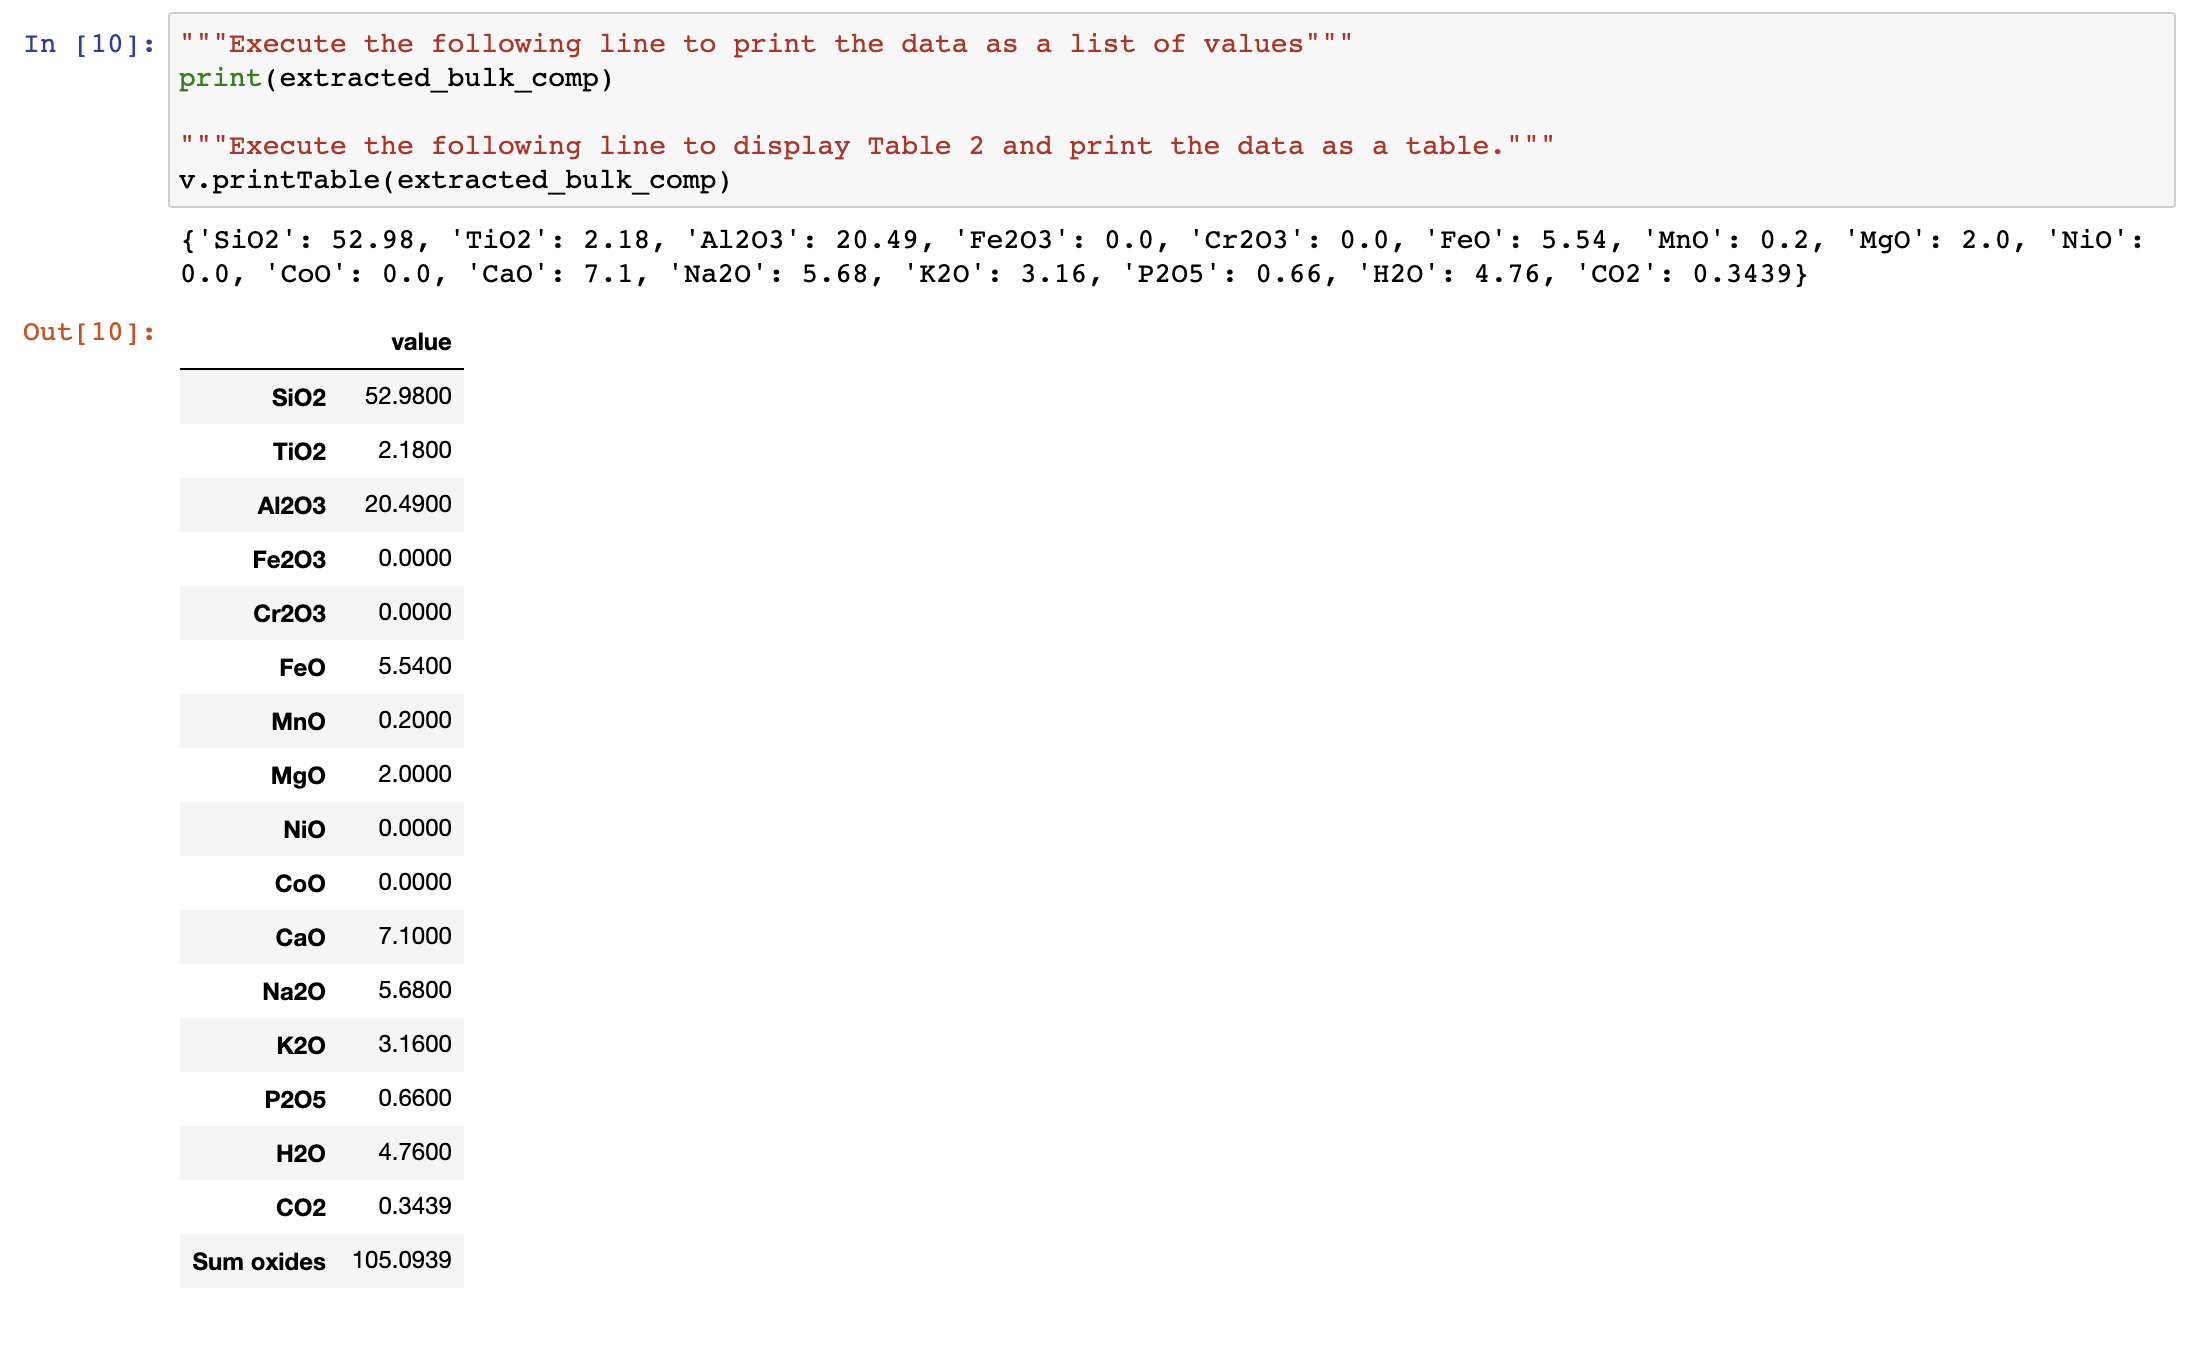 In [10]: """Execute the following line to print the data as a list of values"""
print(extracted_bulk_comp)
"""Execute the following line to display Table 2 and print the data as a table."""
v.printTable(extracted_bulk_comp)
{'SiO2': 52.98, 'TiO2': 2.18, 'Al2O3': 20.49, 'Fe2O3': 0.0, 'Cr2O3': 0.0, 'FeO': 5.54, 'MnO': 0.2, 'MgO': 2.0, 'NiO':
0.0, 'CoO': 0.0, 'CaO': 7.1, 'Na2O': 5.68, 'K2O': 3.16, 'P2O5': 0.66, 'H2O': 4.76, 'CO2': 0.3439}
Out[10]:
value
SiO2 52.9800
TiO2 2.1800
Al2O3 20.4900
Fe2O3 0.0000
Cr2O3 0.0000
FeO 5.5400
MnO 0.2000
MgO 2.0000
NiO 0.0000
CoO 0.0000
CaO 7.1000
Na2O 5.6800
K2O 3.1600
P2O5 0.6600
H2O 4.7600
CO2 0.3439
Sum oxides 105.0939